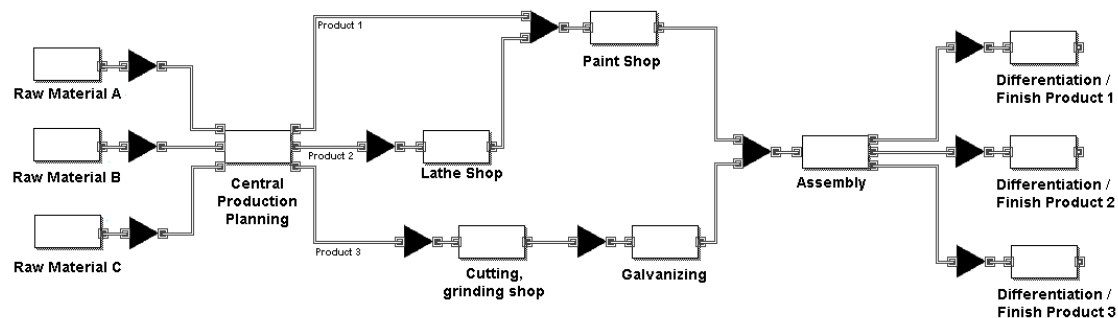 Product 1
Paint Shop
Raw Material A
Differentiation /
Finish Product 1
Product 2
Raw Material B
Lathe Shop
Central
Production
Planning
Assembly
Differentiation /
Finish Product 2
Product 3
Raw Material C
Cutting,
grinding shop
Galvanizing
Differentiation /
Finish Product 3